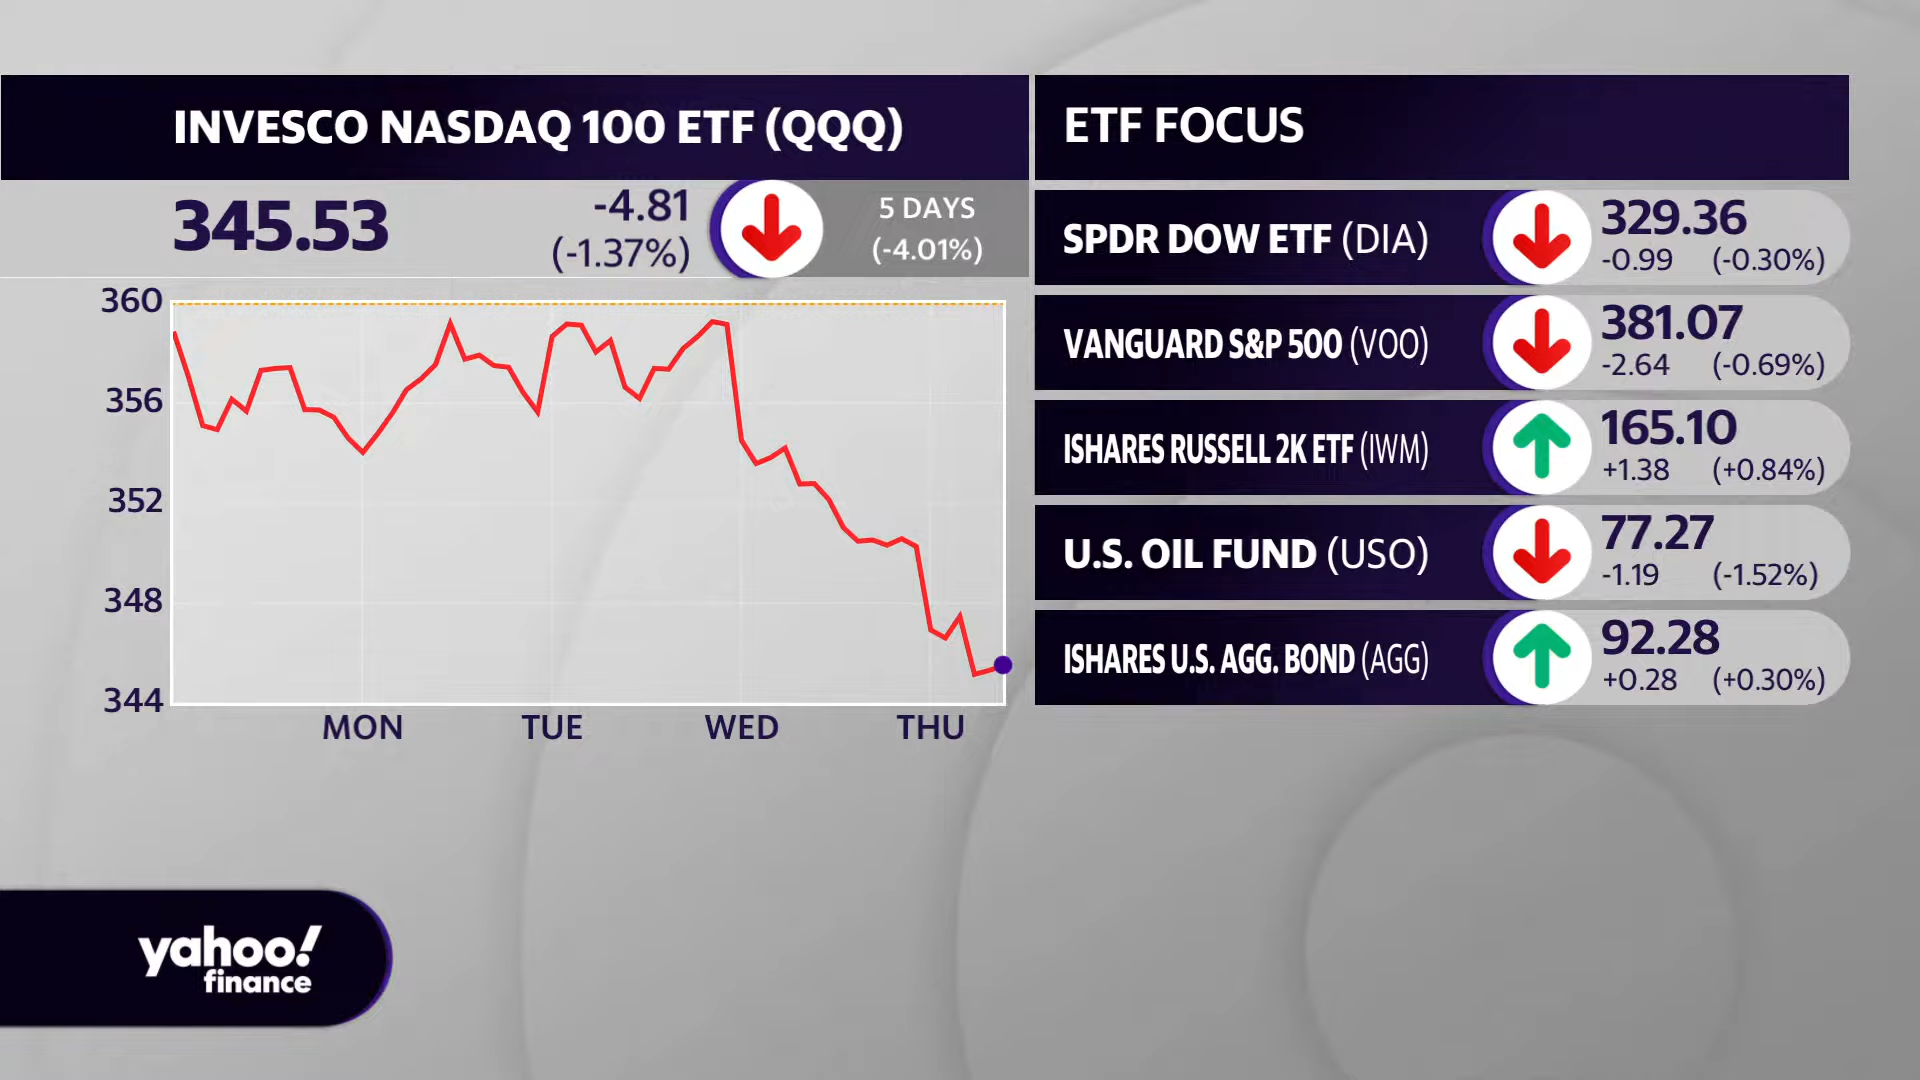 INVESCO NASDAQ 100 ETF (QQQ)
345.53
-4.81
(-1.37%)
5 DAYS
(-4.01%)
360
356
352
348
344
MON TUE WED THU
ETF FOCUS
SPDR DOW ETF (DIA)
329.36
-0.99 (-0.30%)
VANGUARD S&P 500 (VOO)
381.07
-2.64 (-0.69%)
ISHARES RUSSELL 2K ETF (IWM)
165.10
+1.38 (+0.84%)
U.S. OIL FUND (USO)
77.27
-1.19 (-1.52%)
ISHARES U.S. AGG. BOND (AGG)
92.28
+0.28 (+0.30%)
yahoo!
finance